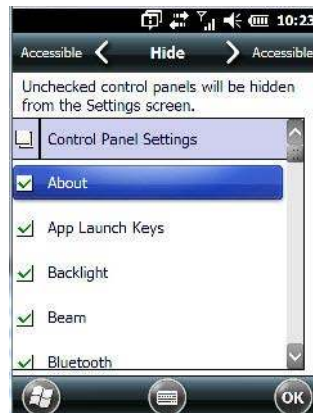 10:23
Accessible Hide Accessible
Unchecked control panels will be hidden
from the Settings screen.
Control Panel Settings
About
App Launch Keys
Backlight
Beam
Bluetooth
OK